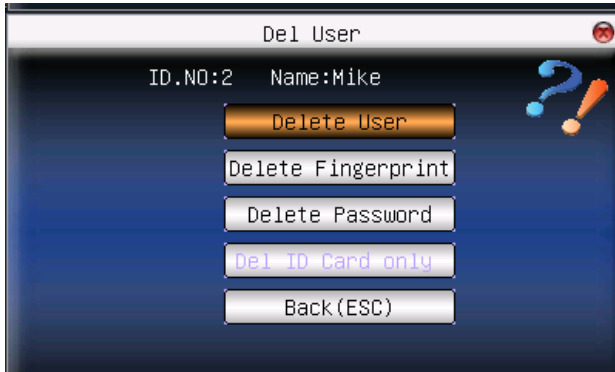 Del User
ID.NO:2 Name:Mike
Delete User
Delete Fingerprint
Delete Password
Del ID Card only
Back(ESC)